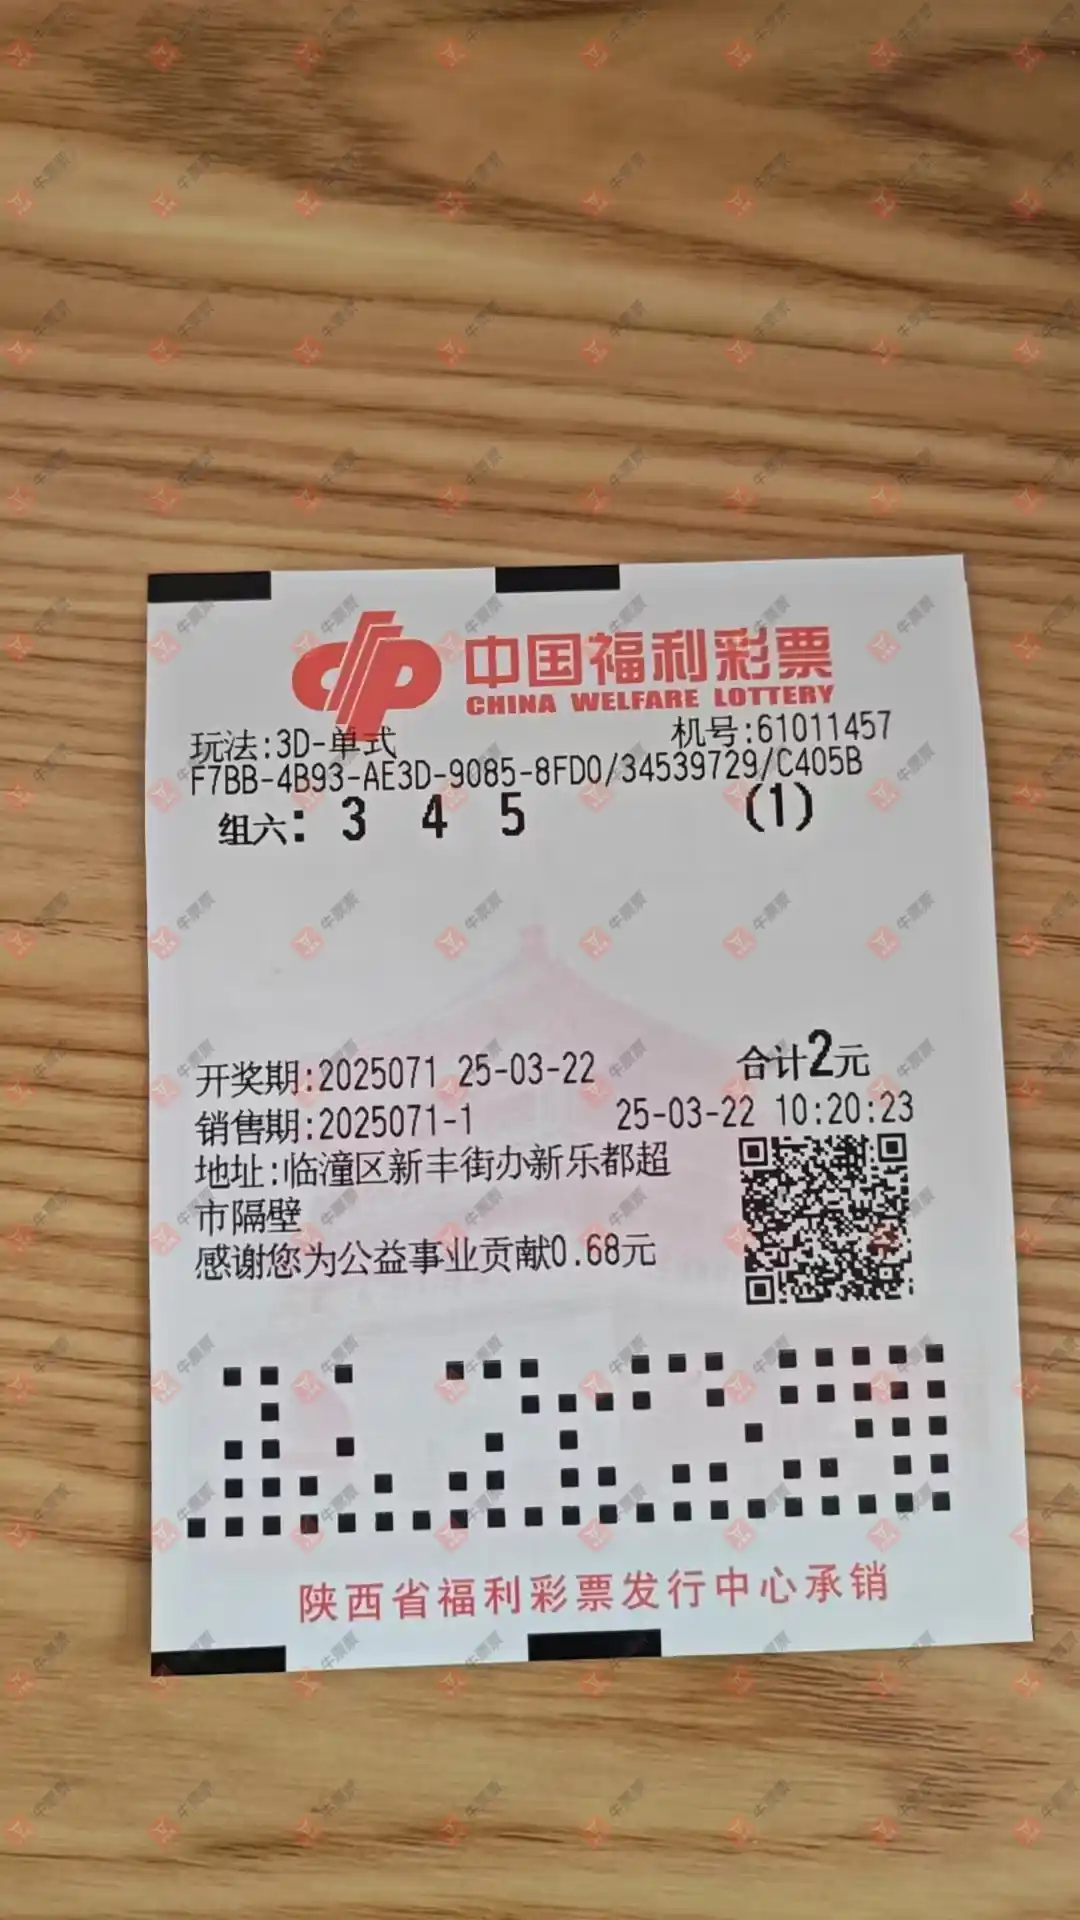 中国福利彩票
CHINA WELFARE LOTTERY
玩法:3D-单式 机号:61011457
F7BB-4B93-AE3D-9085-8FD0/34539729/C405B
组六: 3 4 5 (1)
开奖期:2025071 25-03-22 合计2元
销售期:2025071-1 25-03-22 10:20:23
地址:临潼区新丰街办新乐都超
市隔壁
感谢您为公益事业贡献0.68元
陕西省福利彩票发行中心承销
牛票票